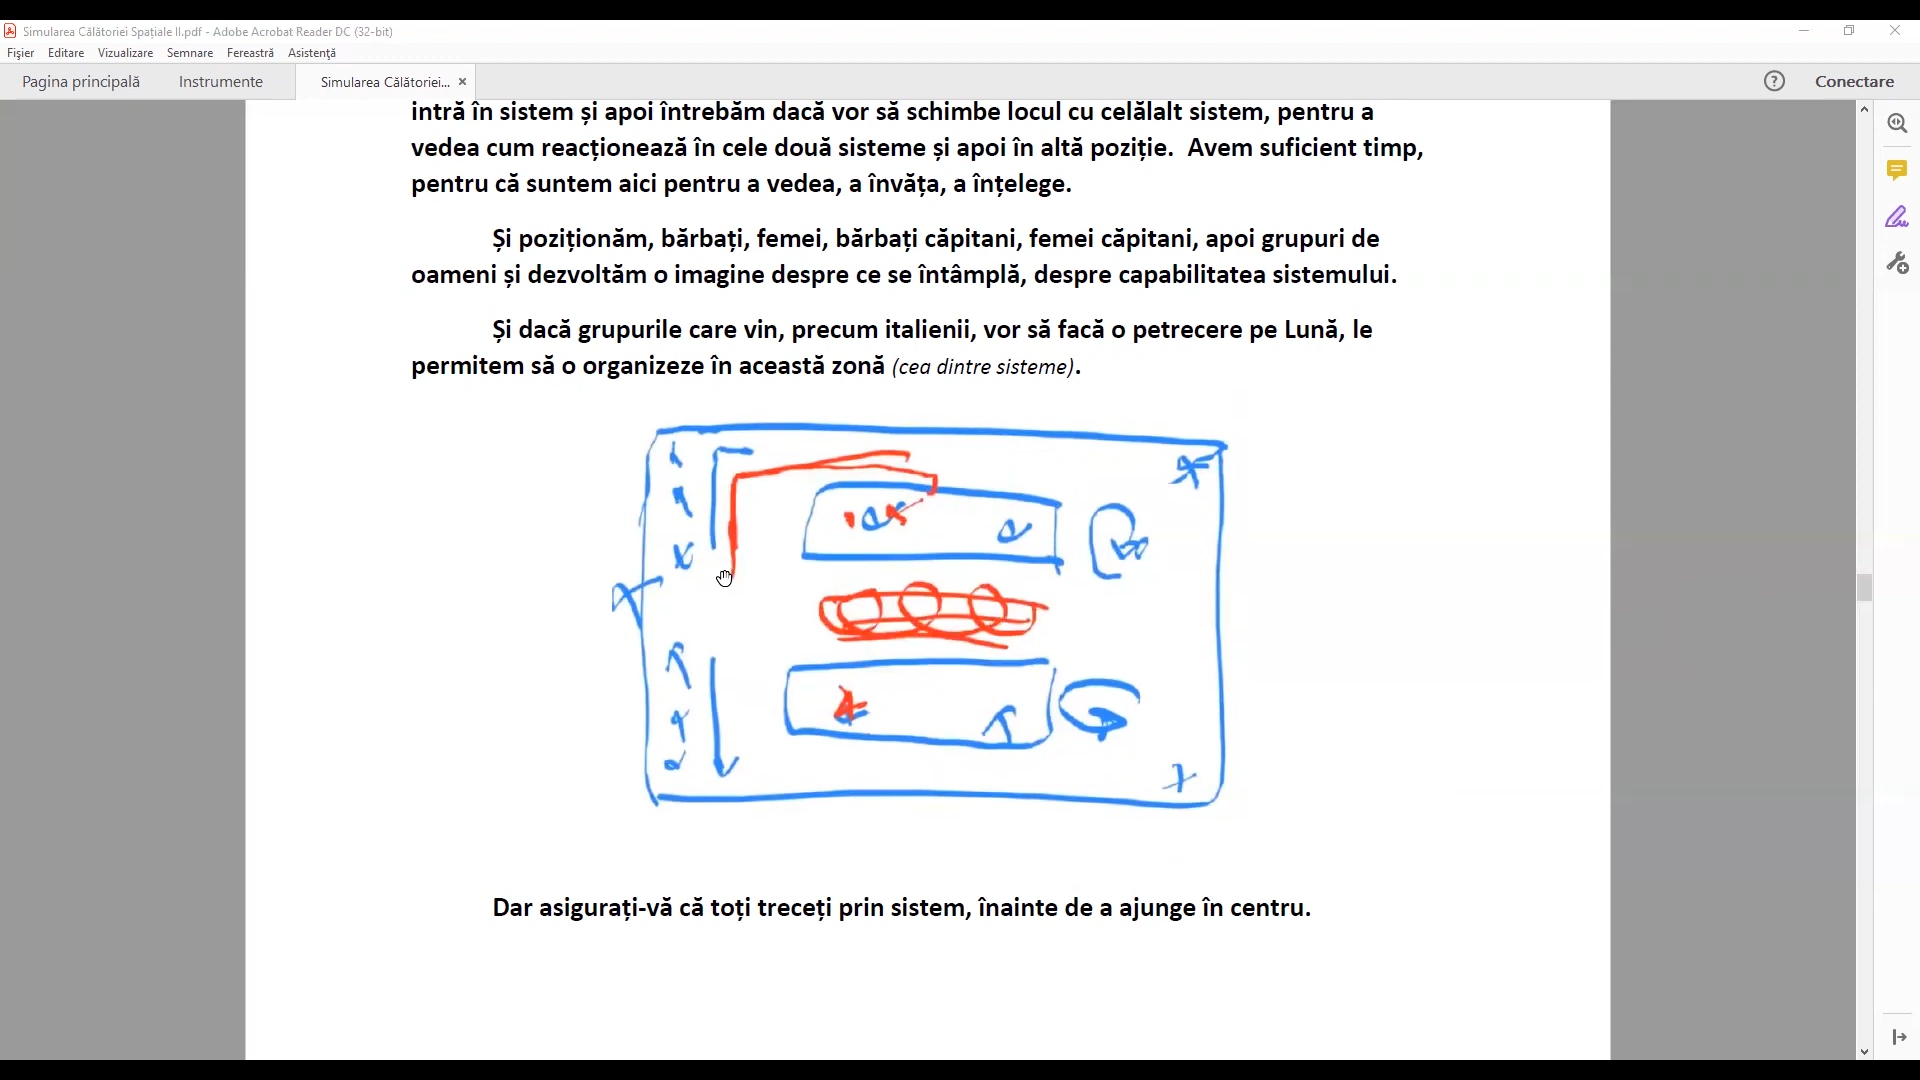 Simularea Călătoriei Spațiale II.pdf - Adobe Acrobat Reader DC (32-bit)
Fișier Editare Vizualizare Semnare Fereastră Asistență
Pagina principală Instrumente Simularea Călătoriei... × Conectare
intră în sistem și apoi întrebăm dacă vor să schimbe locul cu celălalt sistem, pentru a
vedea cum reacționează în cele două sisteme și apoi în altă poziție. Avem suficient timp,
pentru că suntem aici pentru a vedea, a învăța, a înțelege.
Și poziționăm, bărbați, femei, bărbați căpitani, femei căpitani, apoi grupuri de
oameni și dezvoltăm o imagine despre ce se întâmplă, despre capabilitatea sistemului.
Și dacă grupurile care vin, precum italienii, vor să facă o petrecere pe Lună, le
permitem să o organizeze în această zonă (cea dintre sisteme).
Dar asigurați-vă că toți treceți prin sistem, înainte de a ajunge în centru.